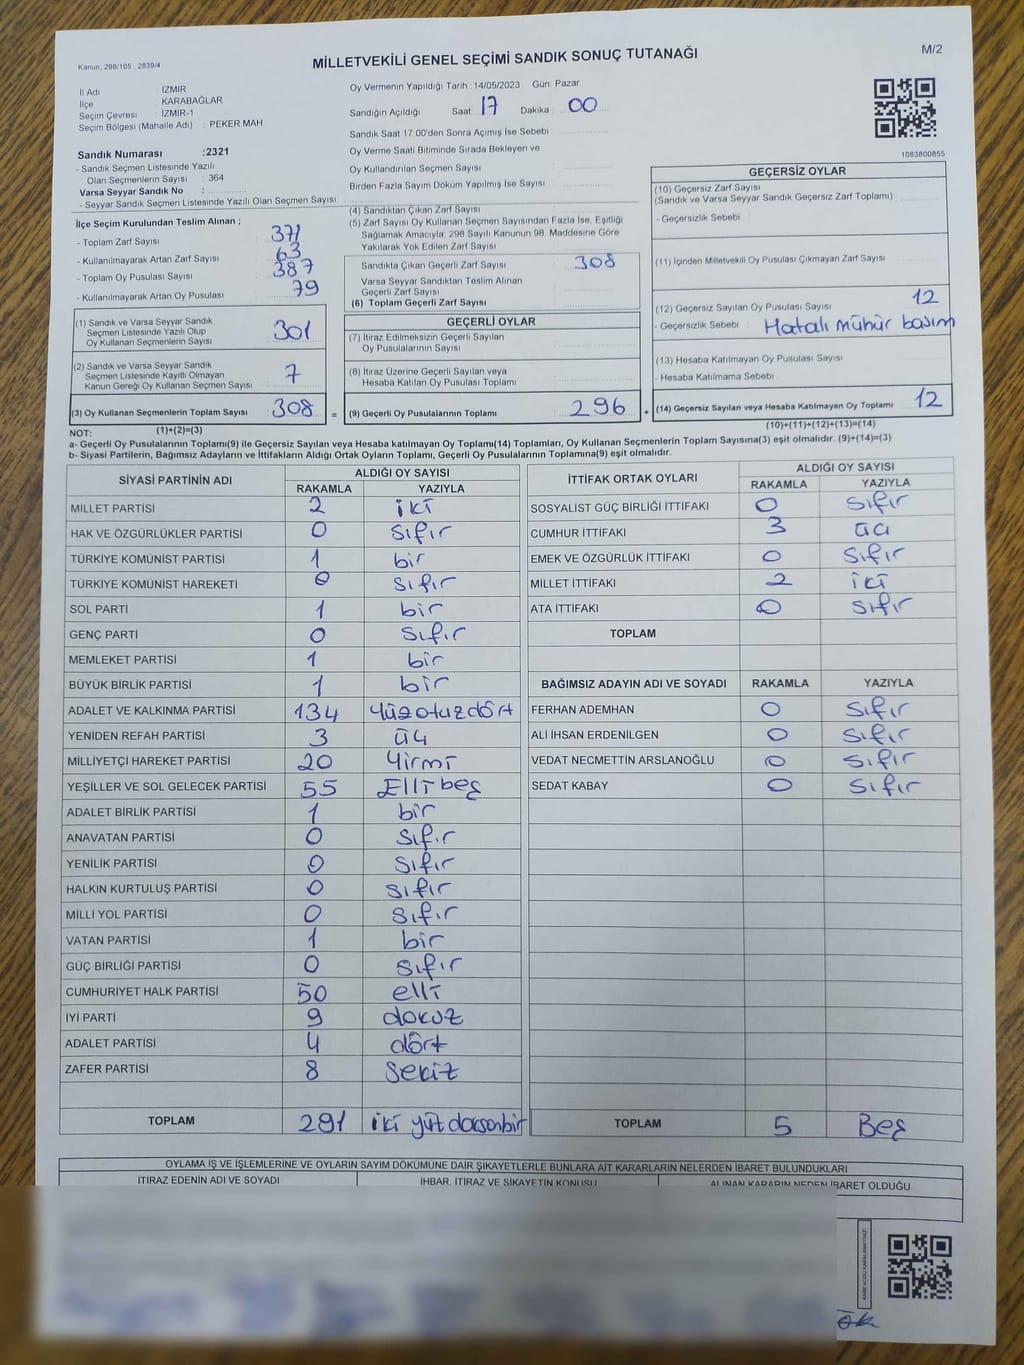 Kanun; 298/105 , 2839/4
MİLLETVEKİLİ GENEL SEÇİMİ SANDIK SONUÇ TUTANAĞI
M/2
İl Adı : İZMİR
İlçe : KARABAĞLAR
Seçim Çevresi : İZMİR-1
Seçim Bölgesi (Mahalle Adı) : PEKER MAH
Sandık Numarası :2321
- Sandık Seçmen Listesinde Yazılı
Olan Seçmenlerin Sayısı : 364
Varsa Seyyar Sandık No :
- Seyyar Sandık Seçmen Listesinde Yazılı Olan Seçmen Sayısı:
Oy Vermenin Yapıldığı Tarih : 14/05/2023 Gün: Pazar
Sandığın Açıldığı Saat 17 Dakika 00
Sandık Saat 17:00'den Sonra Açımış İse Sebebi
Oy Verme Saati Bitiminde Sırada Bekleyen ve
Oy Kullandırılan Seçmen Sayısı
Birden Fazla Sayım Döküm Yapılmış İse Sayısı
1083800855
İlçe Seçim Kurulundan Teslim Alınan ;
- Toplam Zarf Sayısı : 371
- Kullanılmayarak Artan Zarf Sayısı : 63
- Toplam Oy Pusulası Sayısı : 387
- Kullanılmayarak Artan Oy Pusulası : 79
(4) Sandıktan Çıkan Zarf Sayısı
(5) Zarf Sayısı Oy Kullanan Seçmen Sayısından Fazla İse, Eşitliği
Sağlamak Amacıyla; 298 Sayılı Kanunun 98. Maddesine Göre
Yakılarak Yok Edilen Zarf Sayısı
Sandıkta Çıkan Geçerli Zarf Sayısı 308
Varsa Seyyar Sandıktan Teslim Alınan
Geçerli Zarf Sayısı
(6) Toplam Geçerli Zarf Sayısı
GEÇERSİZ OYLAR
(10) Geçersiz Zarf Sayısı
(Sandık ve Varsa Seyyar Sandık Geçersiz Zarf Toplamı) :
- Geçersizlik Sebebi :
(11) İçinden Milletvekili Oy Pusulası Çıkmayan Zarf Sayısı
(12) Geçersiz Sayılan Oy Pusulası Sayısı 12
- Geçersizlik Sebebi : Hatalı mühür basım
(13) Hesaba Katılmayan Oy Pusulası Sayısı
- Hesaba Katılmama Sebebi
(14) Geçersiz Sayılan veya Hesaba Katılmayan Oy Toplamı 12
(10)+(11)+(12)+(13)=(14)
(1) Sandık ve Varsa Seyyar Sandık
Seçmen Listesinde Yazılı Olup
Oy Kullanan Seçmenlerin Sayısı 301
(2) Sandık ve Varsa Seyyar Sandık
Seçmen Listesinde Kayıtlı Olmayan
Kanun Gereği Oy Kullanan Seçmen Sayısı 7
(3) Oy Kullanan Seçmenlerin Toplam Sayısı 308 =
(1)+(2)=(3)
GEÇERLİ OYLAR
(7) İtiraz Edilmeksizin Geçerli Sayılan
Oy Pusulalarının Sayısı
(8) İtiraz Üzerine Geçerli Sayılan veya
Hesaba Katılan Oy Pusulası Toplamı
(9) Geçerli Oy Pusulalarının Toplamı 296 +
NOT:
a- Geçerli Oy Pusulalarının Toplamı(9) ile Geçersiz Sayılan veya Hesaba katılmayan Oy Toplamı(14) Toplamları, Oy Kullanan Seçmenlerin Toplam Sayısına(3) eşit olmalıdır. (9)+(14)=(3)
b- Siyasi Partilerin, Bağımsız Adayların ve İttifakların Aldığı Ortak Oyların Toplamı, Geçerli Oy Pusulalarının Toplamına(9) eşit olmalıdır.
SİYASİ PARTİNİN ADI ALDIĞI OY SAYISI
RAKAMLA YAZIYLA
MİLLET PARTİSİ 2 iki
HAK VE ÖZGÜRLÜKLER PARTİSİ 0 sıfır
TÜRKİYE KOMÜNİST PARTİSİ 1 bir
TÜRKİYE KOMÜNİST HAREKETİ 0 sıfır
SOL PARTİ 1 bir
GENÇ PARTİ 0 sıfır
MEMLEKET PARTİSİ 1 bir
BÜYÜK BİRLİK PARTİSİ 1 bir
ADALET VE KALKINMA PARTİSİ 134 Yüzotuzdört
YENİDEN REFAH PARTİSİ 3 üç
MİLLİYETÇİ HAREKET PARTİSİ 20 Yirmi
YEŞİLLER VE SOL GELECEK PARTİSİ 55 Elli beş
ADALET BİRLİK PARTİSİ 1 bir
ANAVATAN PARTİSİ 0 sıfır
YENİLİK PARTİSİ 0 sıfır
HALKIN KURTULUŞ PARTİSİ 0 sıfır
MİLLİ YOL PARTİSİ 0 sıfır
VATAN PARTİSİ 1 bir
GÜÇ BİRLİĞİ PARTİSİ 0 sıfır
CUMHURİYET HALK PARTİSİ 50 elli
İYİ PARTİ 9 dokuz
ADALET PARTİSİ 4 dört
ZAFER PARTİSİ 8 sekiz
TOPLAM 291 iki yüz doksanbir
İTTİFAK ORTAK OYLARI ALDIĞI OY SAYISI
RAKAMLA YAZIYLA
SOSYALİST GÜÇ BİRLİĞİ İTTİFAKI 0 sıfır
CUMHUR İTTİFAKI 3 üç
EMEK VE ÖZGÜRLÜK İTTİFAKI 0 sıfır
MİLLET İTTİFAKI 2 iki
ATA İTTİFAKI 0 sıfır
TOPLAM
BAĞIMSIZ ADAYIN ADI VE SOYADI RAKAMLA YAZIYLA
FERHAN ADEMHAN 0 sıfır
ALİ İHSAN ERDENİLGEN 0 sıfır
VEDAT NECMETTİN ARSLANOĞLU 0 sıfır
SEDAT KABAY 0 sıfır
TOPLAM 5 Beş
OYLAMA İŞ VE İŞLEMLERİNE VE OYLARIN SAYIM DÖKÜMÜNE DAİR ŞİKAYETLERLE BUNLARA AİT KARARLARIN NELERDEN İBARET BULUNDUKLARI
İTİRAZ EDENİN ADI VE SOYADI İHBAR, İTİRAZ VE ŞİKAYETİN KONUSU ALINAN KARARIN NEDEN İBARET OLDUĞU